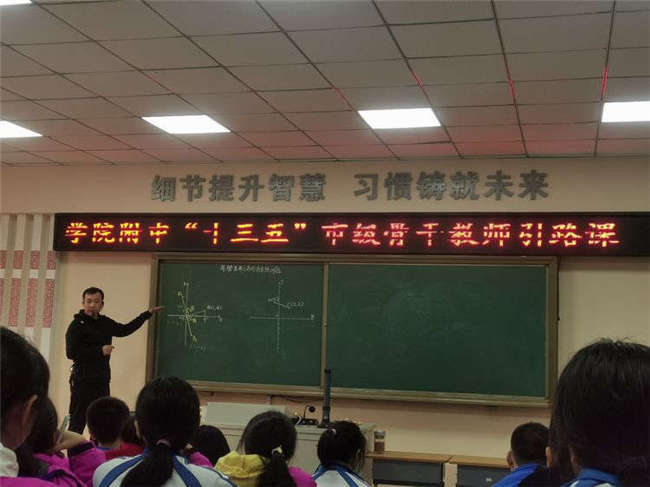 细节提升智慧 习惯铸就未来
学院附中“十三五”市级骨干教师引路课